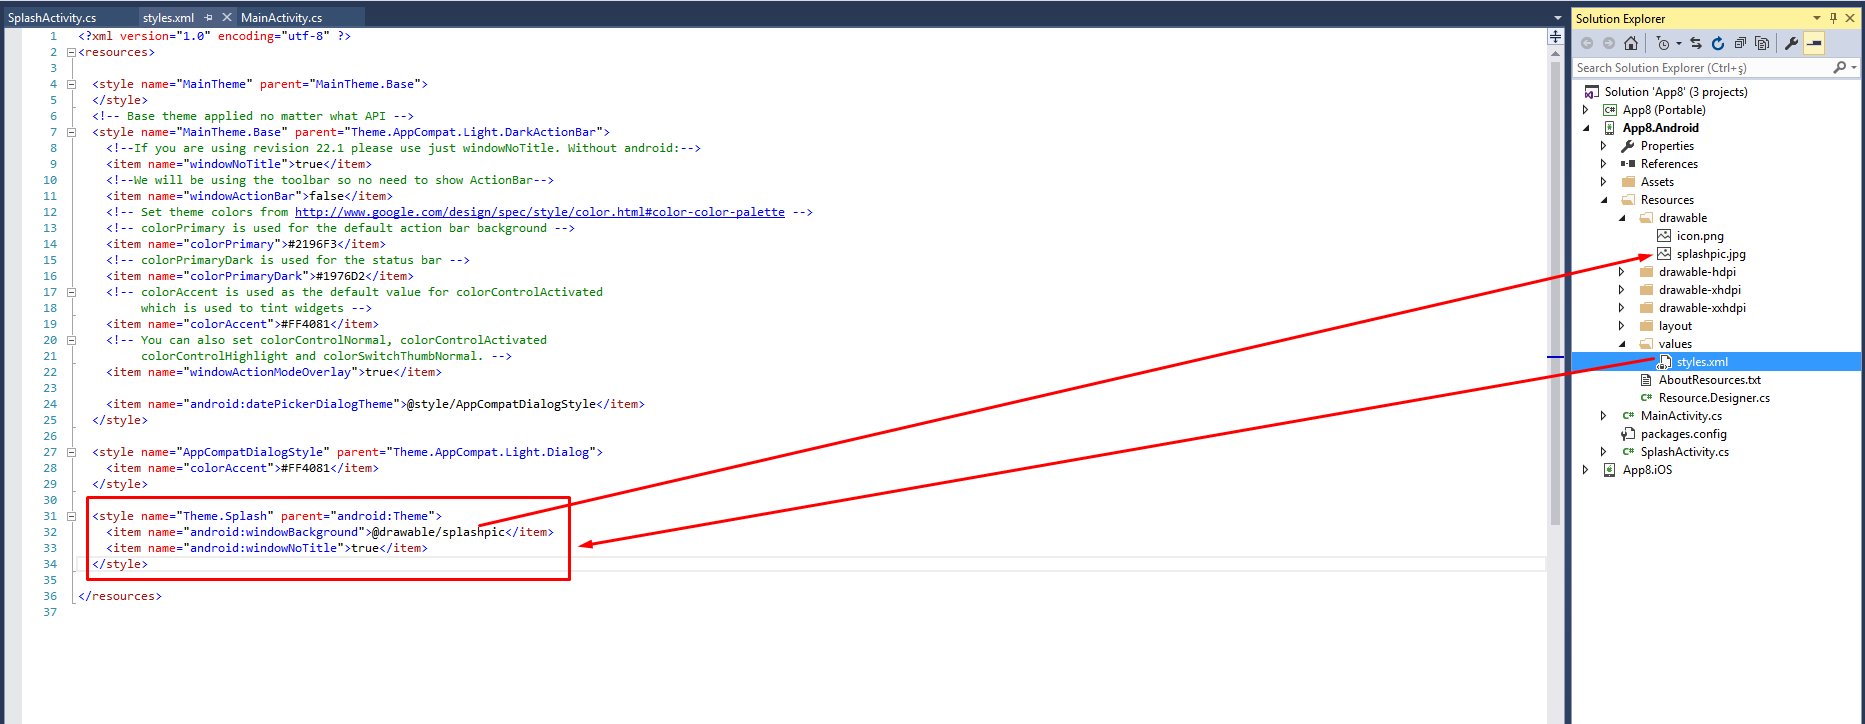 SplashActivity.cs
styles.xml
MainActivity.cs
1 <?xml version="1.0" encoding="utf-8" ?>
2 <resources>
3
4 <style name="MainTheme" parent="MainTheme.Base">
5 </style>
6 <!-- Base theme applied no matter what API -->
7 <style name="MainTheme.Base" parent="Theme.AppCompat.Light.DarkActionBar">
8 <!--If you are using revision 22.1 please use just windowNoTitle. Without android:-->
9 <item name="windowNoTitle">true</item>
10 <!--We will be using the toolbar so no need to show ActionBar-->
11 <item name="windowActionBar">false</item>
12 <!-- Set theme colors from http://www.google.com/design/spec/style/color.html#color-color-palette -->
13 <!-- colorPrimary is used for the default action bar background -->
14 <item name="colorPrimary">#2196F3</item>
15 <!-- colorPrimaryDark is used for the status bar -->
16 <item name="colorPrimaryDark">#1976D2</item>
17 <!-- colorAccent is used as the default value for colorControlActivated
18 which is used to tint widgets -->
19 <item name="colorAccent">#FF4081</item>
20 <!-- You can also set colorControlNormal, colorControlActivated
21 colorControlHighlight and colorSwitchThumbNormal. -->
22 <item name="windowActionModeOverlay">true</item>
23
24 <item name="android:datePickerDialogTheme">@style/AppCompatDialogStyle</item>
25 </style>
26
27 <style name="AppCompatDialogStyle" parent="Theme.AppCompat.Light.Dialog">
28 <item name="colorAccent">#FF4081</item>
29 </style>
30
31 <style name="Theme.Splash" parent="android:Theme">
32 <item name="android:windowBackground">@drawable/splashpic</item>
33 <item name="android:windowNoTitle">true</item>
34 </style>
35
36 </resources>
37
Solution Explorer
Search Solution Explorer (Ctrl+ş)
Solution 'App8' (3 projects)
C# App8 (Portable)
App8.Android
Properties
References
Assets
Resources
drawable
icon.png
splashpic.jpg
drawable-hdpi
drawable-xhdpi
drawable-xxhdpi
layout
values
styles.xml
AboutResources.txt
C# Resource.Designer.cs
C# MainActivity.cs
packages.config
C# SplashActivity.cs
App8.iOS